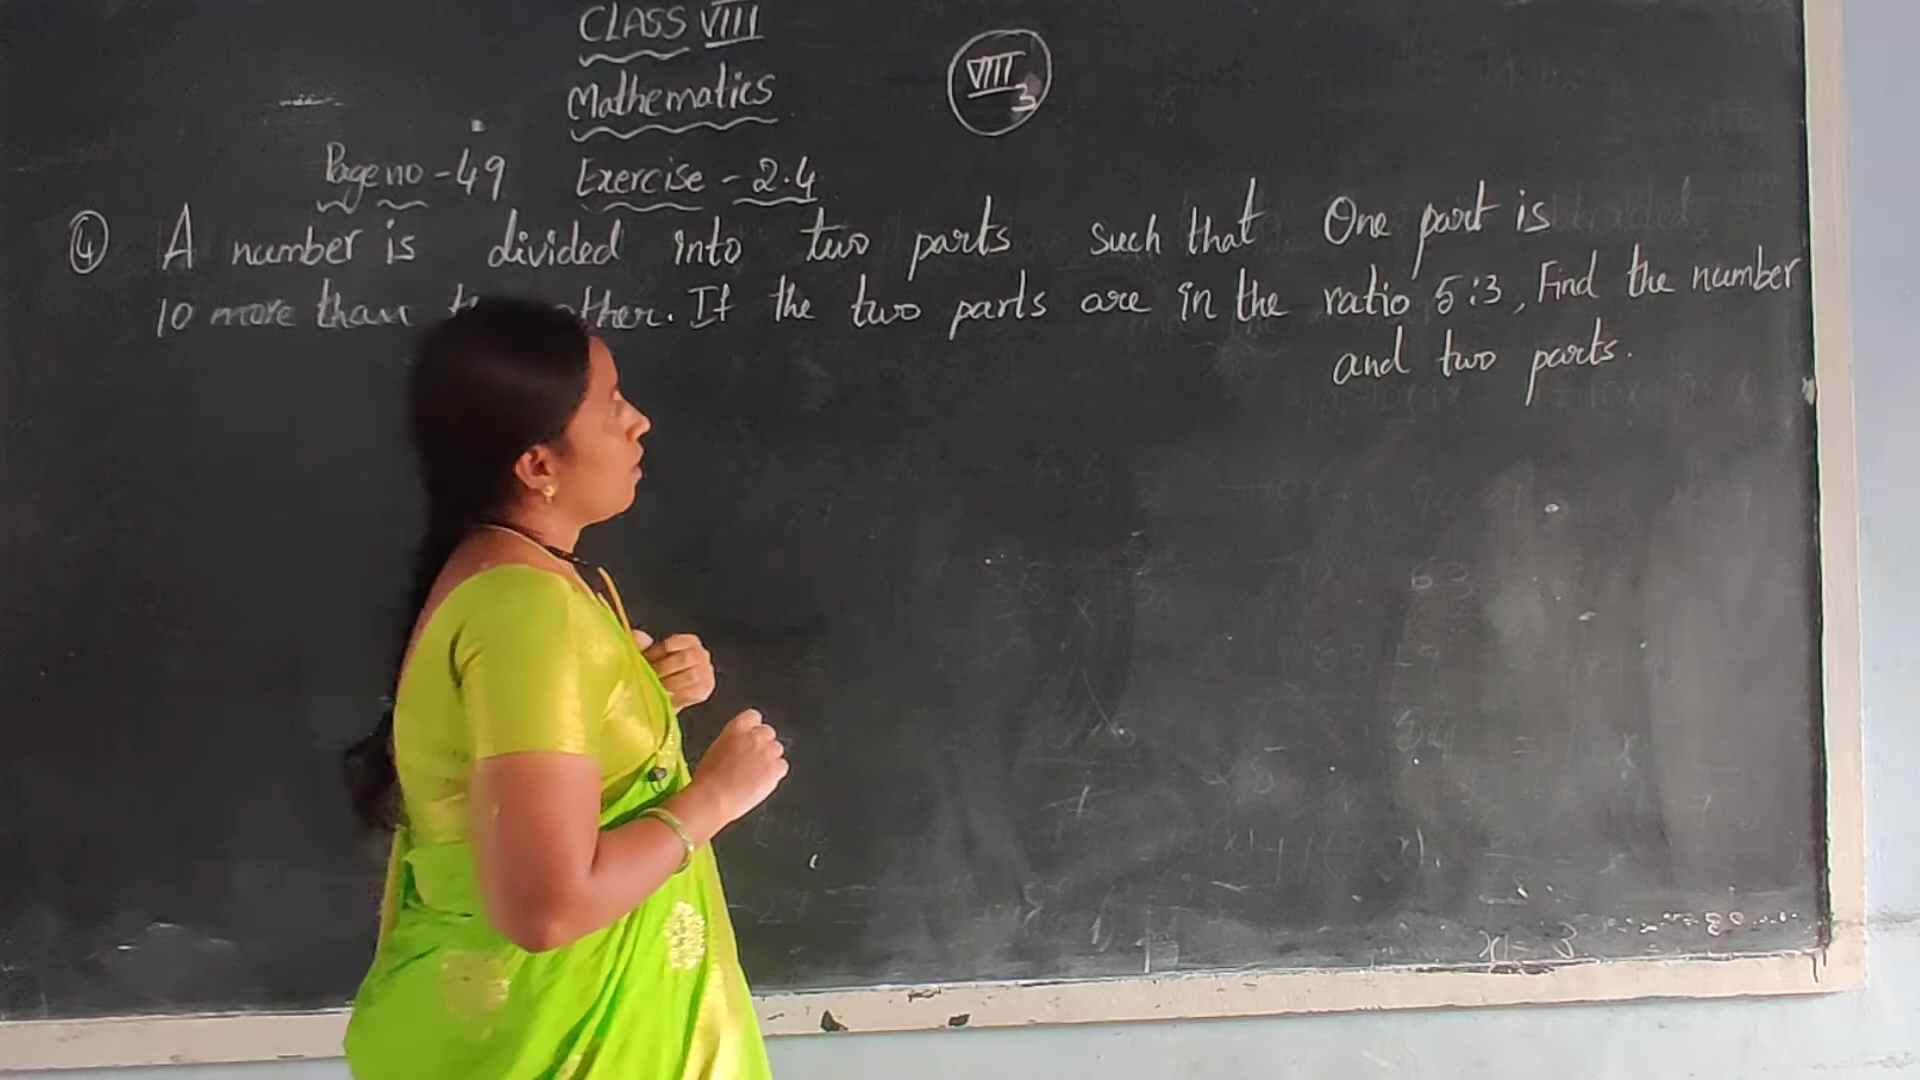 CLASS VIII
VIII 3
Mathematics
Page no - 49 Exercise - 2.4
④ A number is divided into two parts such that One part is
10 more than other. If the two parts are in the ratio 5:3, Find the number
and two parts.
63
x = 3